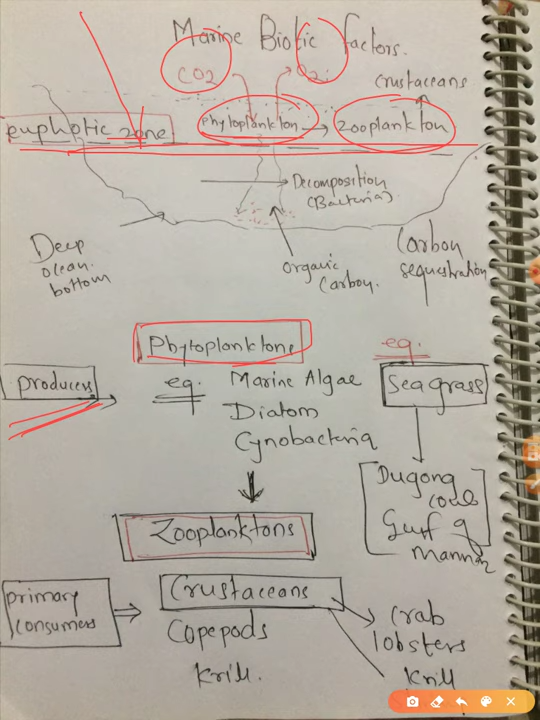 Marine Biotic factors.
CO2
O2.
crustaceans
euphotic zone
Phytoplankton
Zooplankton
Decomposition
(Bacteria)
Deep
ocean
bottom
organic
Carbon.
Carbon
sequestration
Phytoplanktons
eg.
producers
eg. Marine Algae
Diatom
Cynobacteria
Sea grass
Dugong
cows
Gulf of
Mannar
Zooplanktons
primary
consumers
Crustaceans
Copepods
Krill.
crab
lobsters
Krill